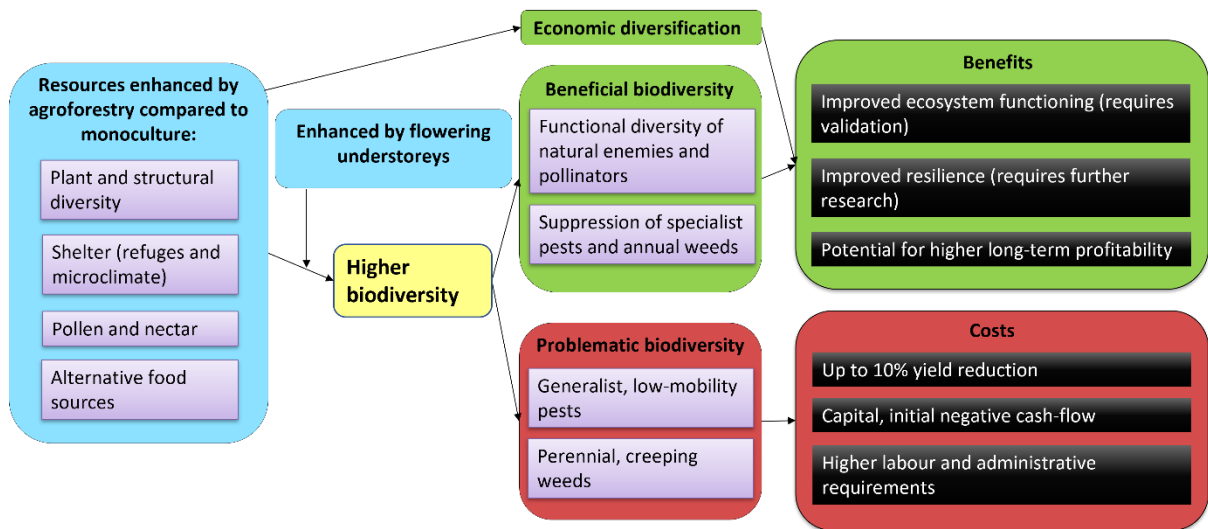 Resources enhanced by
agroforestry compared to
monoculture:
Plant and structural
diversity
Shelter (refuges and
microclimate)
Pollen and nectar
Alternative food
sources
Enhanced by flowering
understoreys
Higher
biodiversity
Economic diversification
Beneficial biodiversity
Functional diversity of
natural enemies and
pollinators
Suppression of specialist
pests and annual weeds
Problematic biodiversity
Generalist, low-mobility
pests
Perennial, creeping
weeds
Benefits
Improved ecosystem functioning (requires
validation)
Improved resilience (requires further
research)
Potential for higher long-term profitability
Costs
Up to 10% yield reduction
Capital, initial negative cash-flow
Higher labour and administrative
requirements